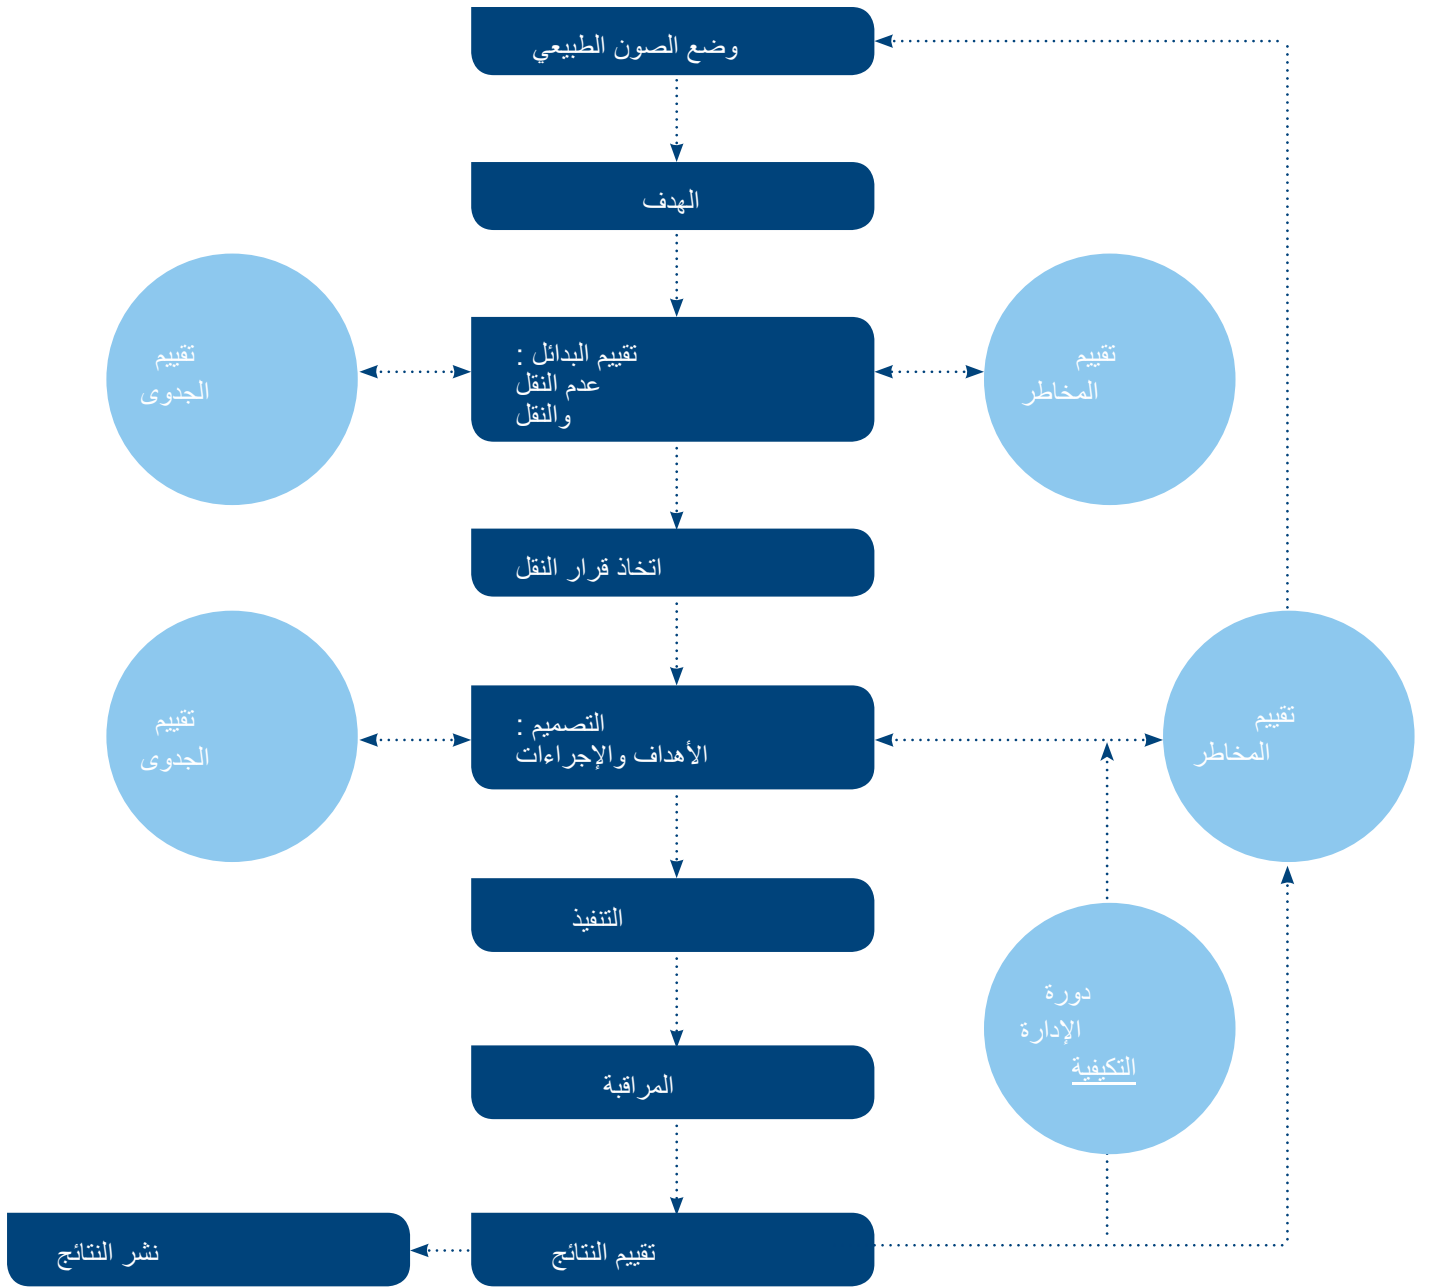 وضع الصون الطبيعي
الهدف
تقييم
المخاطر
تقييم البدائل :
عدم النقل
والنقل
تقييم
الجدوى
اتخاذ قرار النقل
تقييم
المخاطر
التصميم :
الأهداف والإجراءات
تقييم
الجدوى
التنفيذ
دورة
الإدارة
التكيفية
المراقبة
تقييم النتائج
نشر النتائج